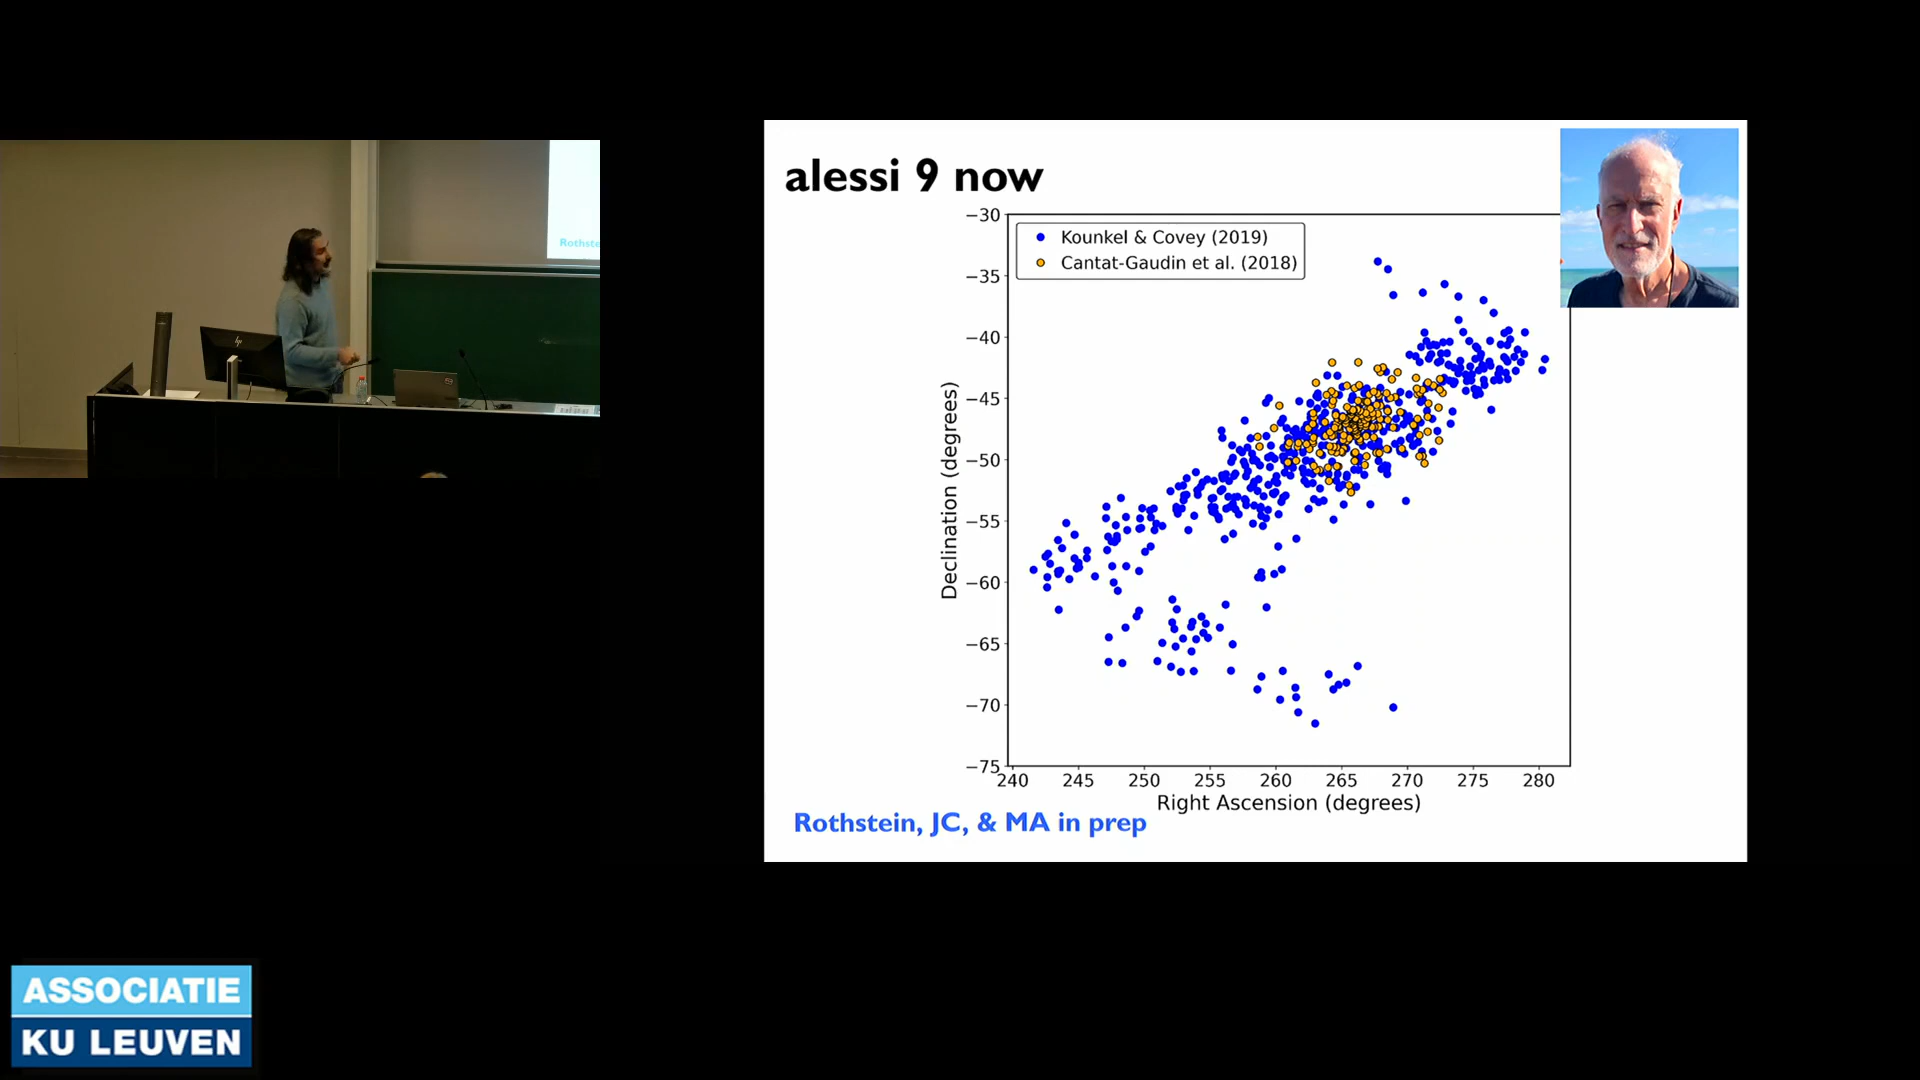 alessi 9 now
Kounkel & Covey (2019)
Cantat-Gaudin et al. (2018)
Declination (degrees)
−30
−35
−40
−45
−50
−55
−60
−65
−70
−75
240 245 250 255 260 265 270 275 280
Right Ascension (degrees)
Rothstein, JC, & MA in prep
Rothste
hp
ASSOCIATIE
KU LEUVEN